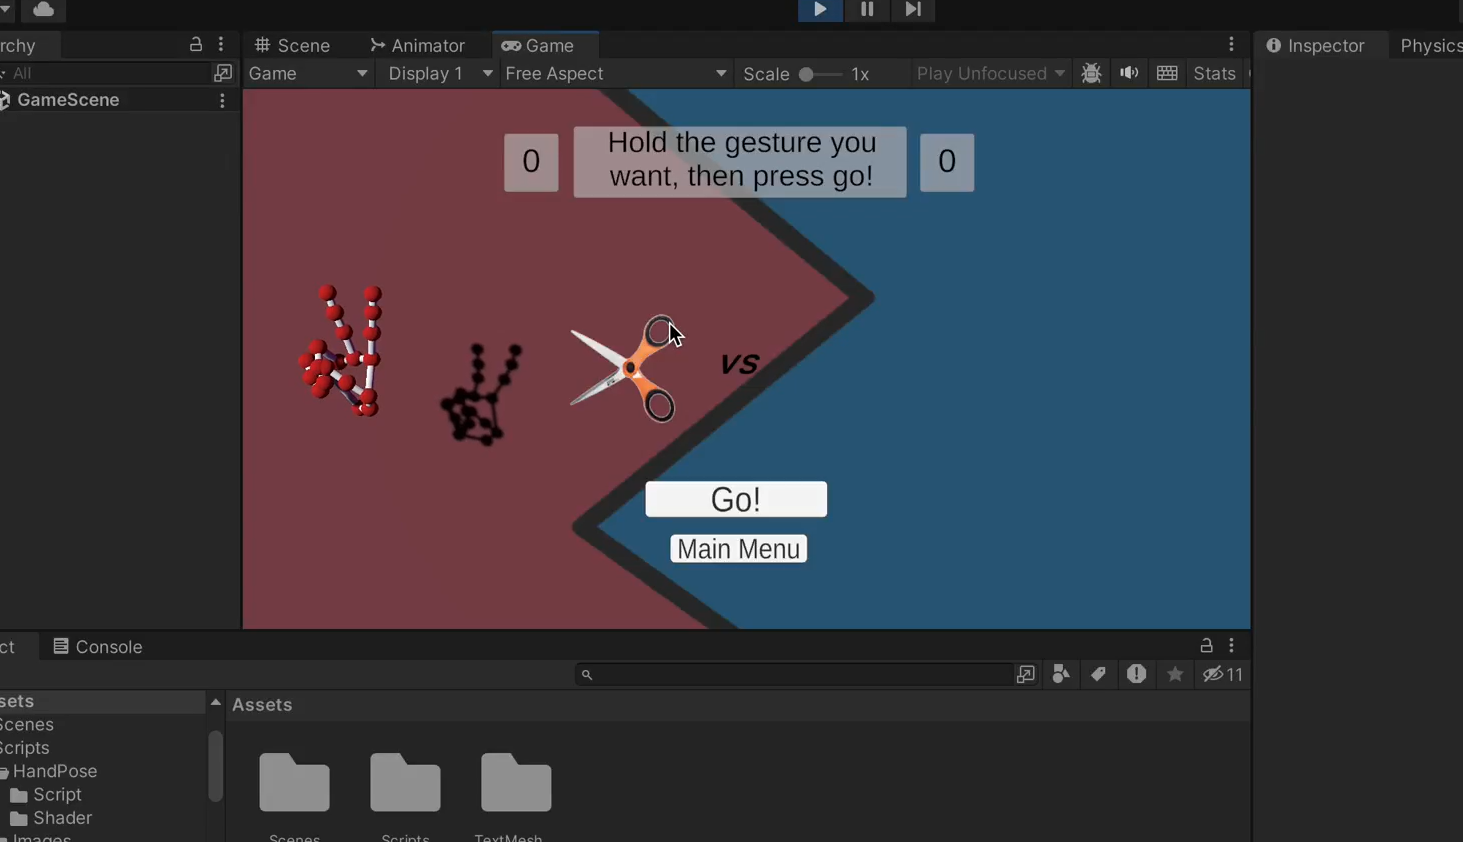 rchy
Scene
Animator
Game
Inspector
Physics
All
Game
Display 1
Free Aspect
Scale
1x
Play Unfocused
Stats
GameScene
0
Hold the gesture you
want, then press go!
0
vs
Go!
Main Menu
ct
Console
11
sets
Assets
Scenes
Scripts
HandPose
Script
Shader
Images
Scenes
Scripts
TextMesh